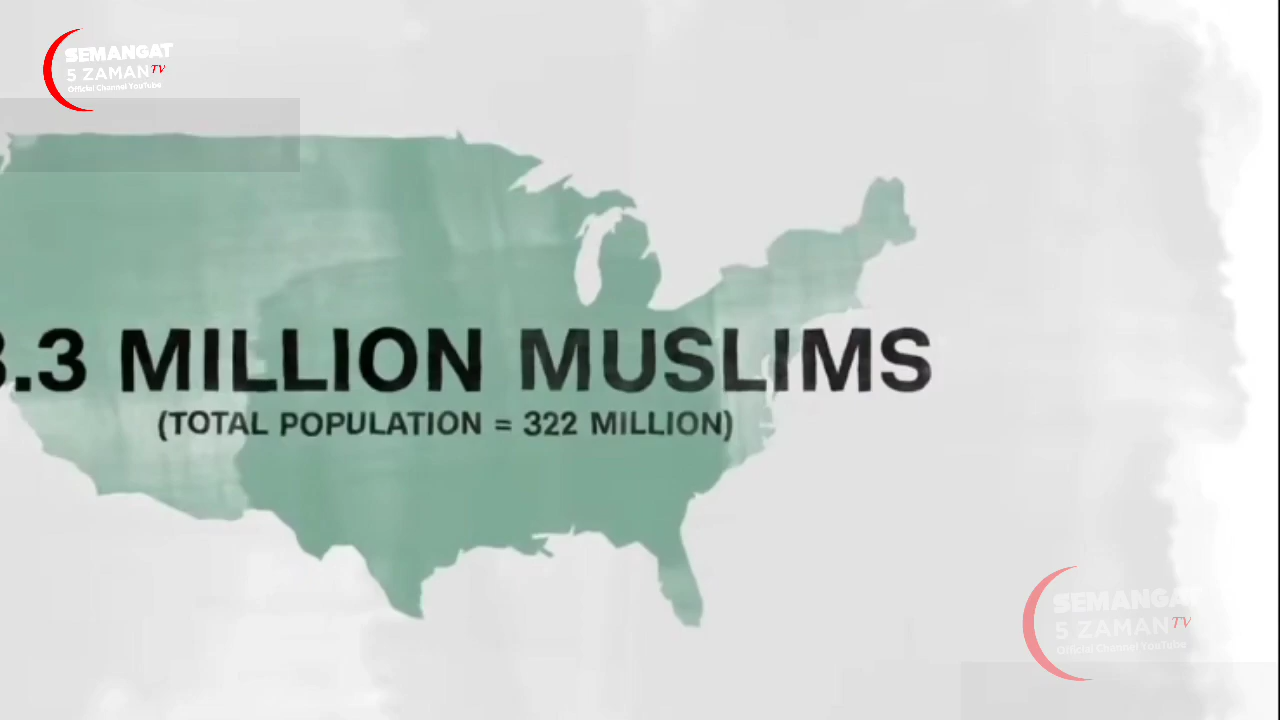 SEMANGAT
5 ZAMAN TV
Official Channel YouTube
.3 MILLION MUSLIMS
(TOTAL POPULATION = 322 MILLION)
SEMANGAT
5 ZAMAN TV
Official Channel YouTube